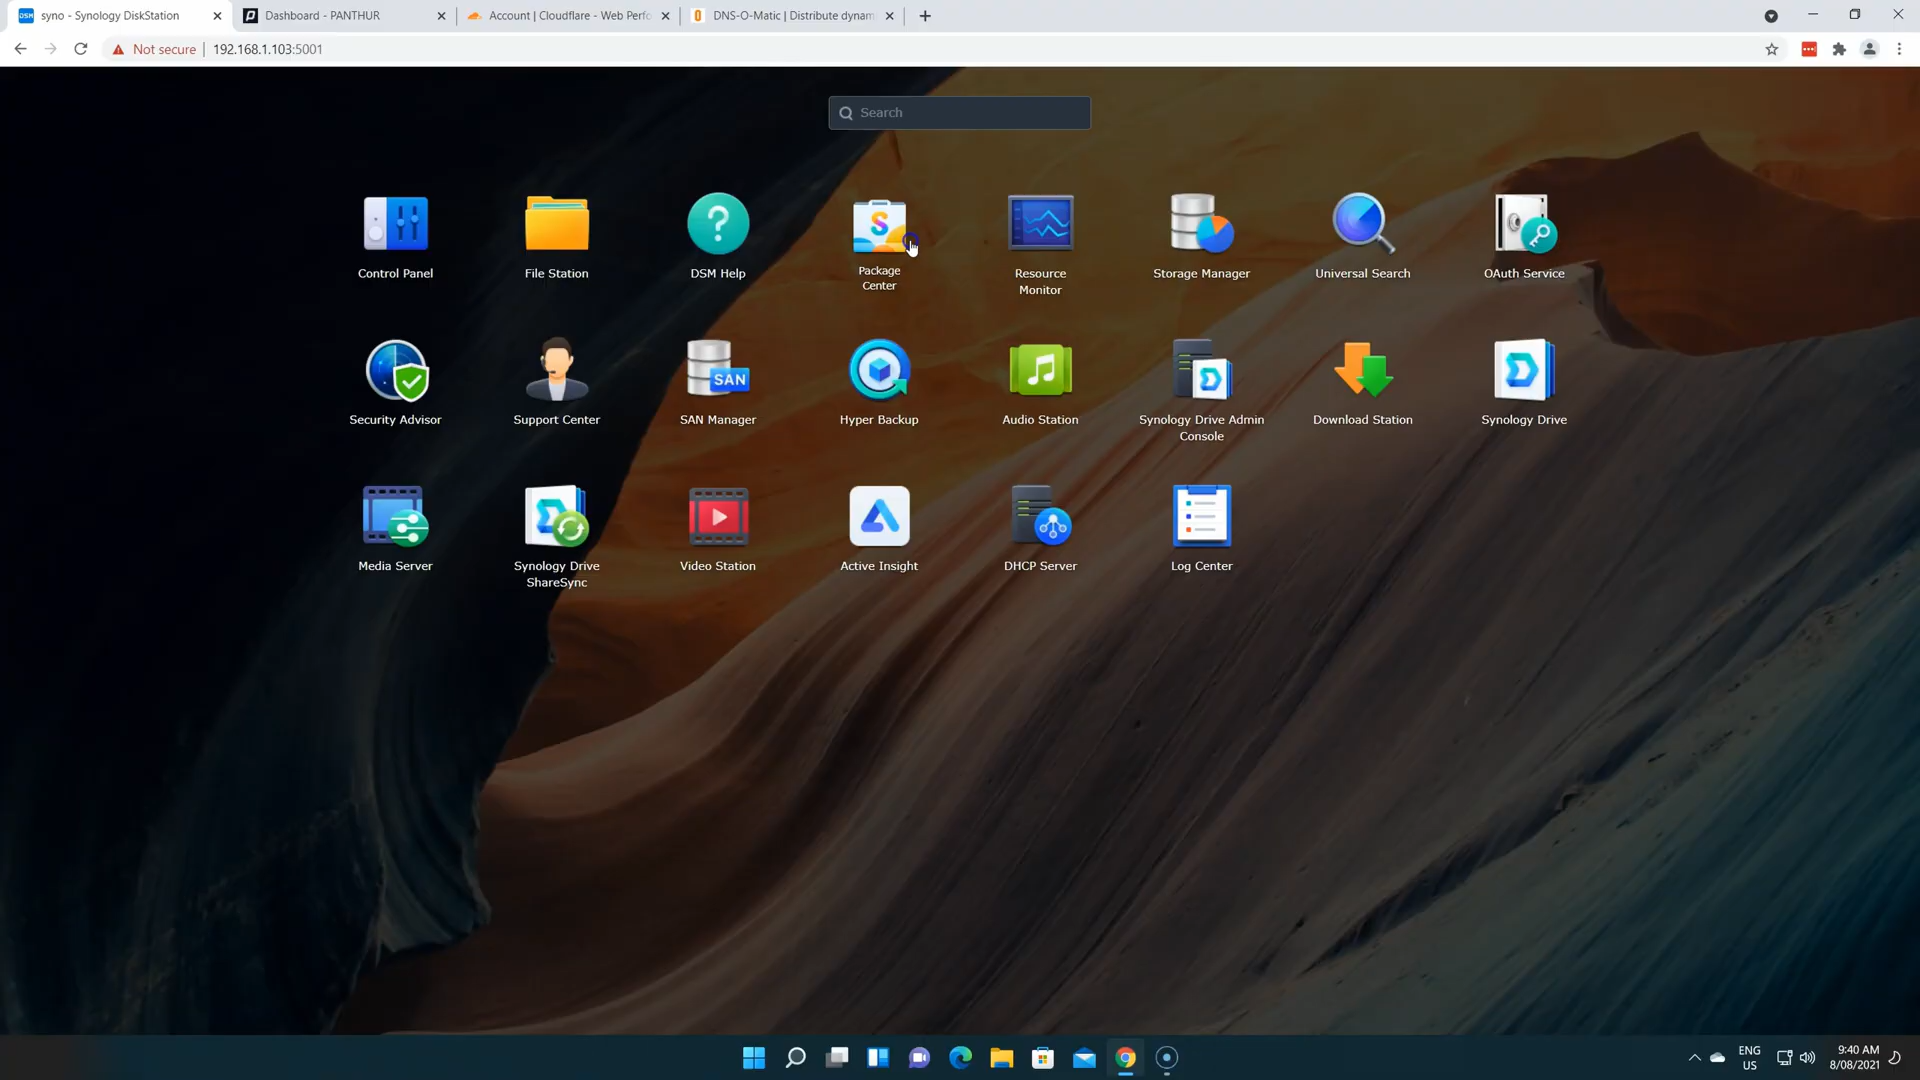 syno - Synology DiskStation
Dashboard - PANTHUR
Account | Cloudflare - Web Perfo
DNS-O-Matic | Distribute dynam
Not secure
192.168.1.103:5001
Search
Control Panel
File Station
DSM Help
Package
Center
Resource
Monitor
Storage Manager
Universal Search
OAuth Service
Security Advisor
Support Center
SAN
SAN Manager
Hyper Backup
Audio Station
Synology Drive Admin
Console
Download Station
Synology Drive
Media Server
Synology Drive
ShareSync
Video Station
Active Insight
DHCP Server
Log Center
ENG
US
9:40 AM
8/08/2021